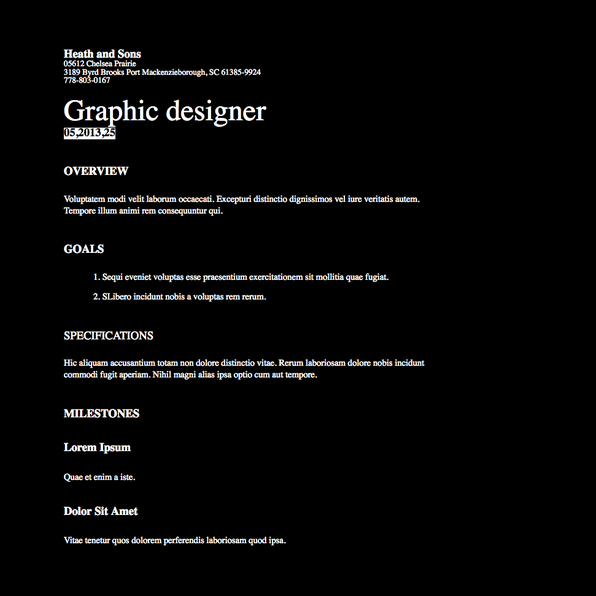 Heath and Sons
05612 Chelsea Prairie
3189 Byrd Brooks Port Mackenzieborough, SC 61385-9924
778-803-0167
Graphic designer
05,2013,25
OVERVIEW
Voluptatem modi velit laborum occaecati. Excepturi distinctio dignissimos vel iure veritatis autem.
Tempore illum animi rem consequuntur qui.
GOALS
1. Sequi eveniet voluptas esse praesentium exercitationem sit mollitia quae fugiat.
2. SLibero incidunt nobis a voluptas rem rerum.
SPECIFICATIONS
Hic aliquam accusantium totam non dolore distinctio vitae. Rerum laboriosam dolore nobis incidunt
commodi fugit aperiam. Nihil magni alias ipsa optio cum aut tempore.
MILESTONES
Lorem Ipsum
Quae et enim a iste.
Dolor Sit Amet
Vitae tenetur quos dolorem perferendis laboriosam quod ipsa.